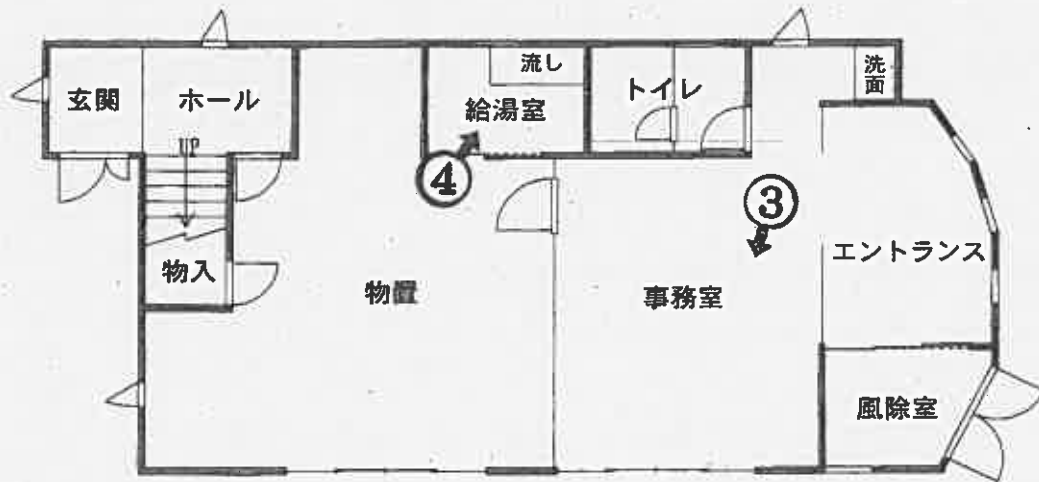 玄関
ホール
UP
物入
物置
給湯室
流し
④
トイレ
洗面
③
事務室
エントランス
風除室